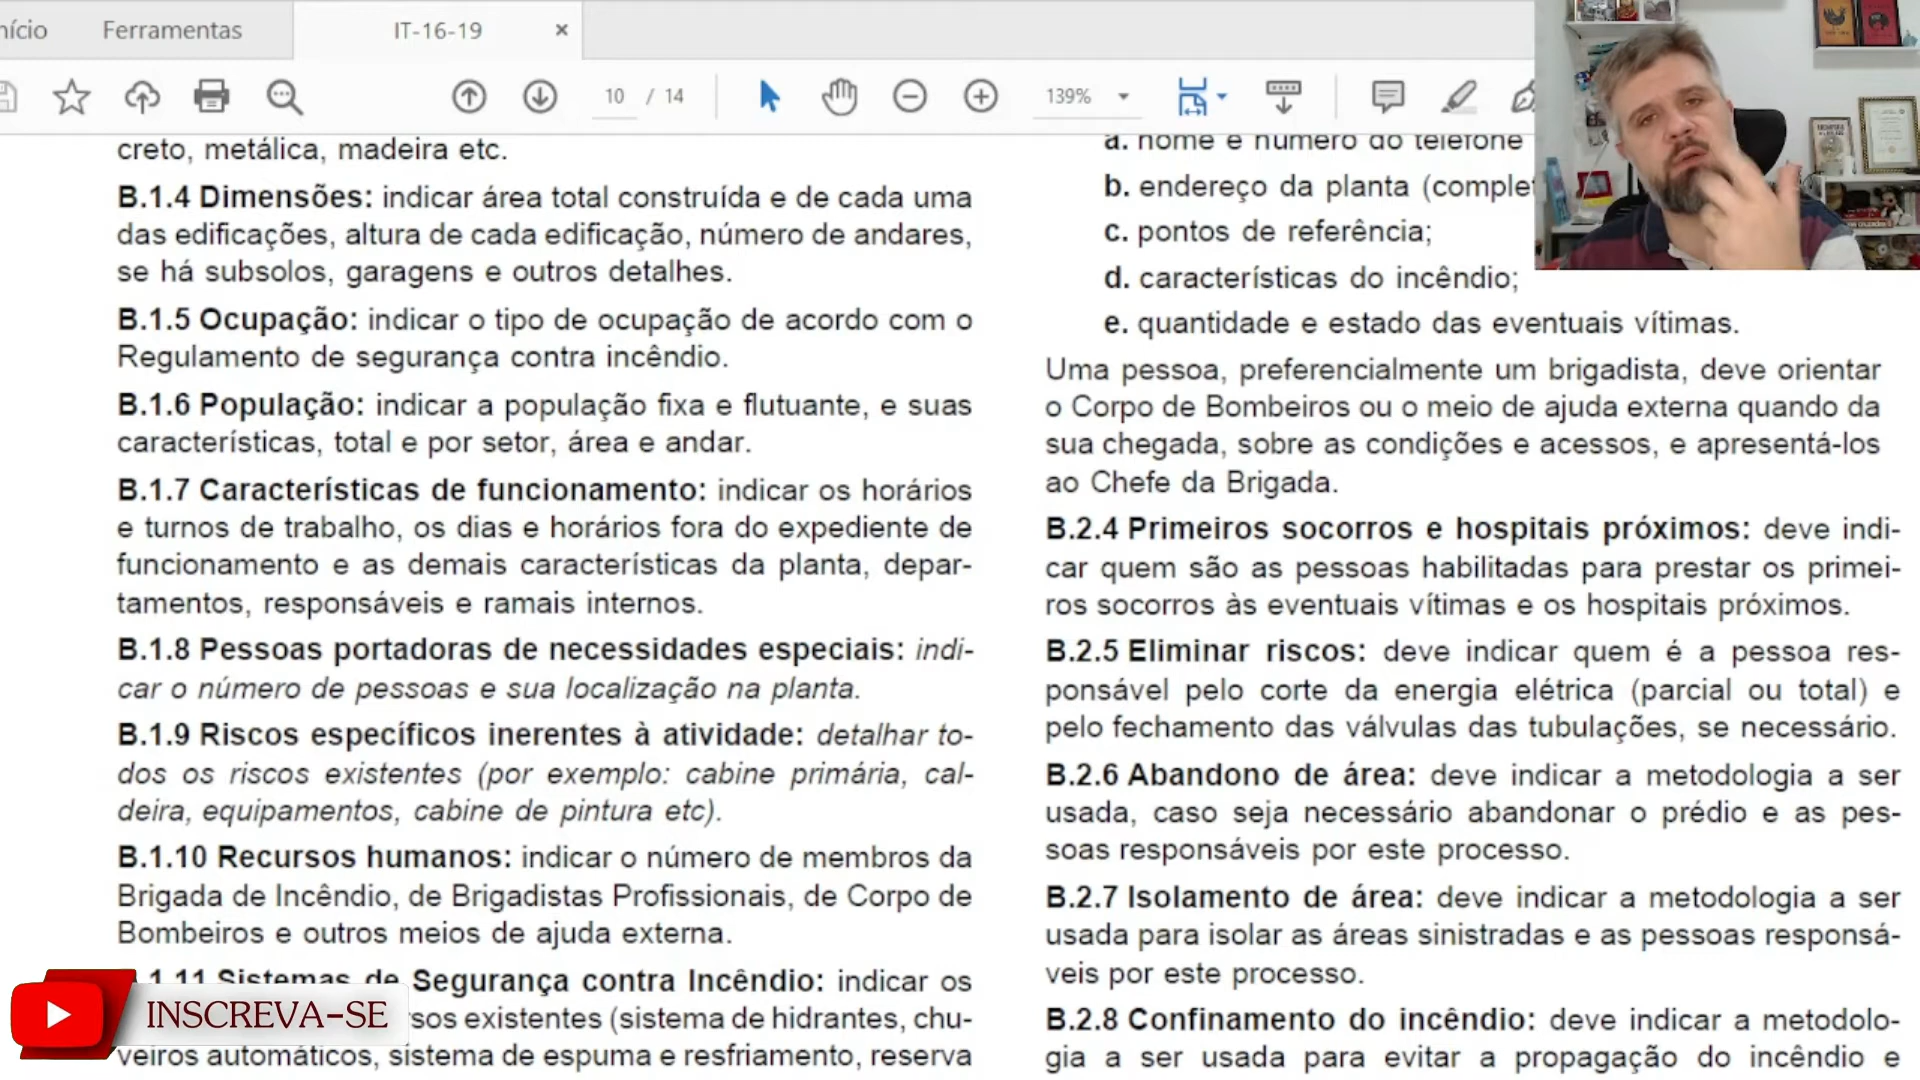 nício
Ferramentas
IT-16-19
10 / 14
139%
creto, metálica, madeira etc.
B.1.4 Dimensões: indicar área total construída e de cada uma
das edificações, altura de cada edificação, número de andares,
se há subsolos, garagens e outros detalhes.
B.1.5 Ocupação: indicar o tipo de ocupação de acordo com o
Regulamento de segurança contra incêndio.
B.1.6 População: indicar a população fixa e flutuante, e suas
características, total e por setor, área e andar.
B.1.7 Características de funcionamento: indicar os horários
e turnos de trabalho, os dias e horários fora do expediente de
funcionamento e as demais características da planta, depar-
tamentos, responsáveis e ramais internos.
B.1.8 Pessoas portadoras de necessidades especiais: indi-
car o número de pessoas e sua localização na planta.
B.1.9 Riscos específicos inerentes à atividade: detalhar to-
dos os riscos existentes (por exemplo: cabine primária, cal-
deira, equipamentos, cabine de pintura etc).
B.1.10 Recursos humanos: indicar o número de membros da
Brigada de Incêndio, de Brigadistas Profissionais, de Corpo de
Bombeiros e outros meios de ajuda externa.
.1.11 Sistemas de Segurança contra Incêndio: indicar os
rsos existentes (sistema de hidrantes, chu-
veiros automáticos, sistema de espuma e resfriamento, reserva
INSCREVA-SE
a. nome e número do telefone
b. endereço da planta (complet
c. pontos de referência;
d. características do incêndio;
e. quantidade e estado das eventuais vítimas.
Uma pessoa, preferencialmente um brigadista, deve orientar
o Corpo de Bombeiros ou o meio de ajuda externa quando da
sua chegada, sobre as condições e acessos, e apresentá-los
ao Chefe da Brigada.
B.2.4 Primeiros socorros e hospitais próximos: deve indi-
car quem são as pessoas habilitadas para prestar os primei-
ros socorros às eventuais vítimas e os hospitais próximos.
B.2.5 Eliminar riscos: deve indicar quem é a pessoa res-
ponsável pelo corte da energia elétrica (parcial ou total) e
pelo fechamento das válvulas das tubulações, se necessário.
B.2.6 Abandono de área: deve indicar a metodologia a ser
usada, caso seja necessário abandonar o prédio e as pes-
soas responsáveis por este processo.
B.2.7 Isolamento de área: deve indicar a metodologia a ser
usada para isolar as áreas sinistradas e as pessoas responsá-
veis por este processo.
B.2.8 Confinamento do incêndio: deve indicar a metodolo-
gia a ser usada para evitar a propagação do incêndio e